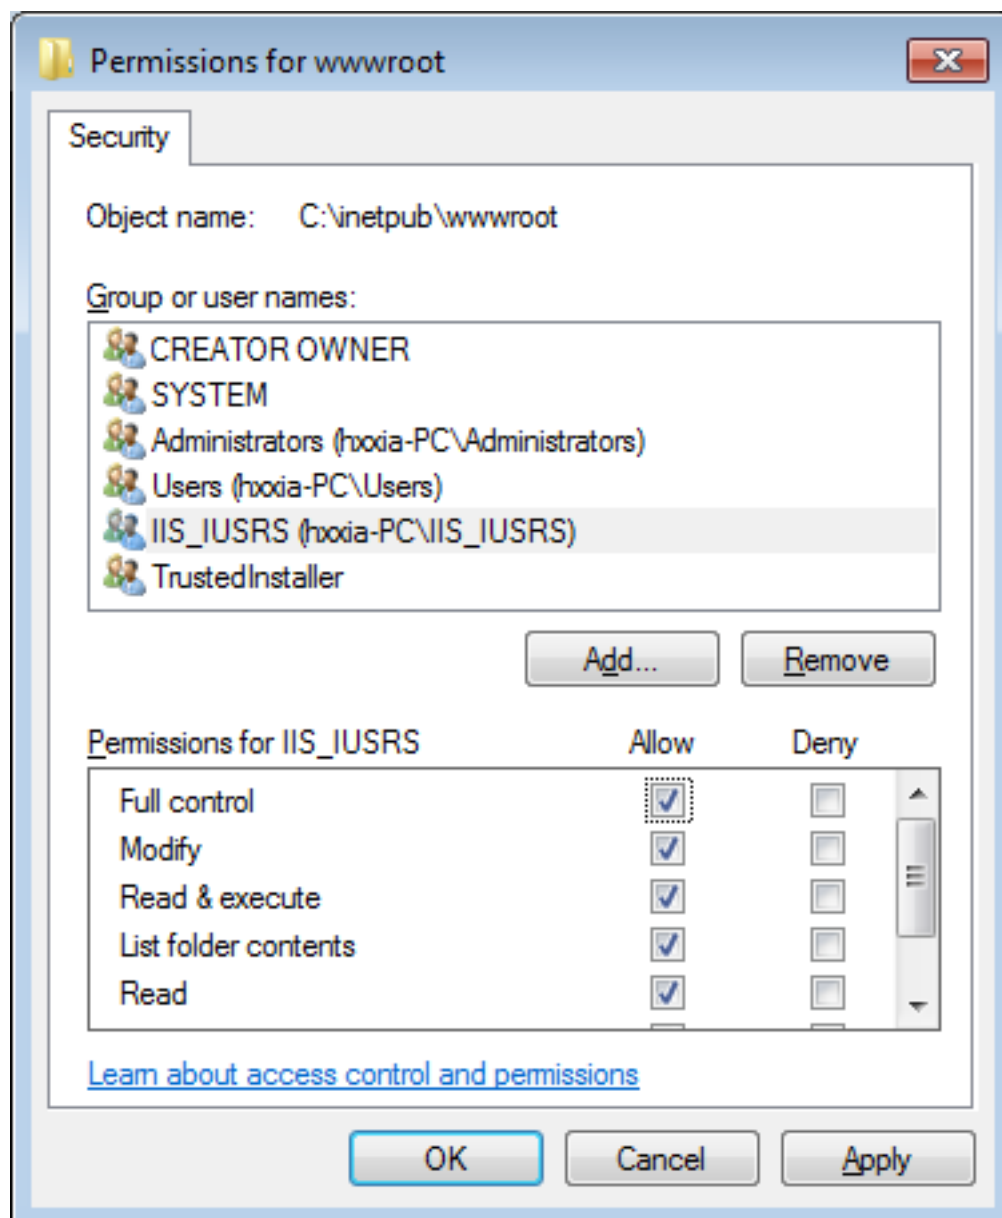 Permissions for wwwroot
Security
Object name: C:\inetpub\wwwroot
Group or user names:
CREATOR OWNER
SYSTEM
Administrators (hxxia-PC\Administrators)
Users (hxxia-PC\Users)
IIS_IUSRS (hxxia-PC\IIS_IUSRS)
TrustedInstaller
Add... Remove
Permissions for IIS_IUSRS Allow Deny
Full control
Modify
Read & execute
List folder contents
Read
Learn about access control and permissions
OK Cancel Apply